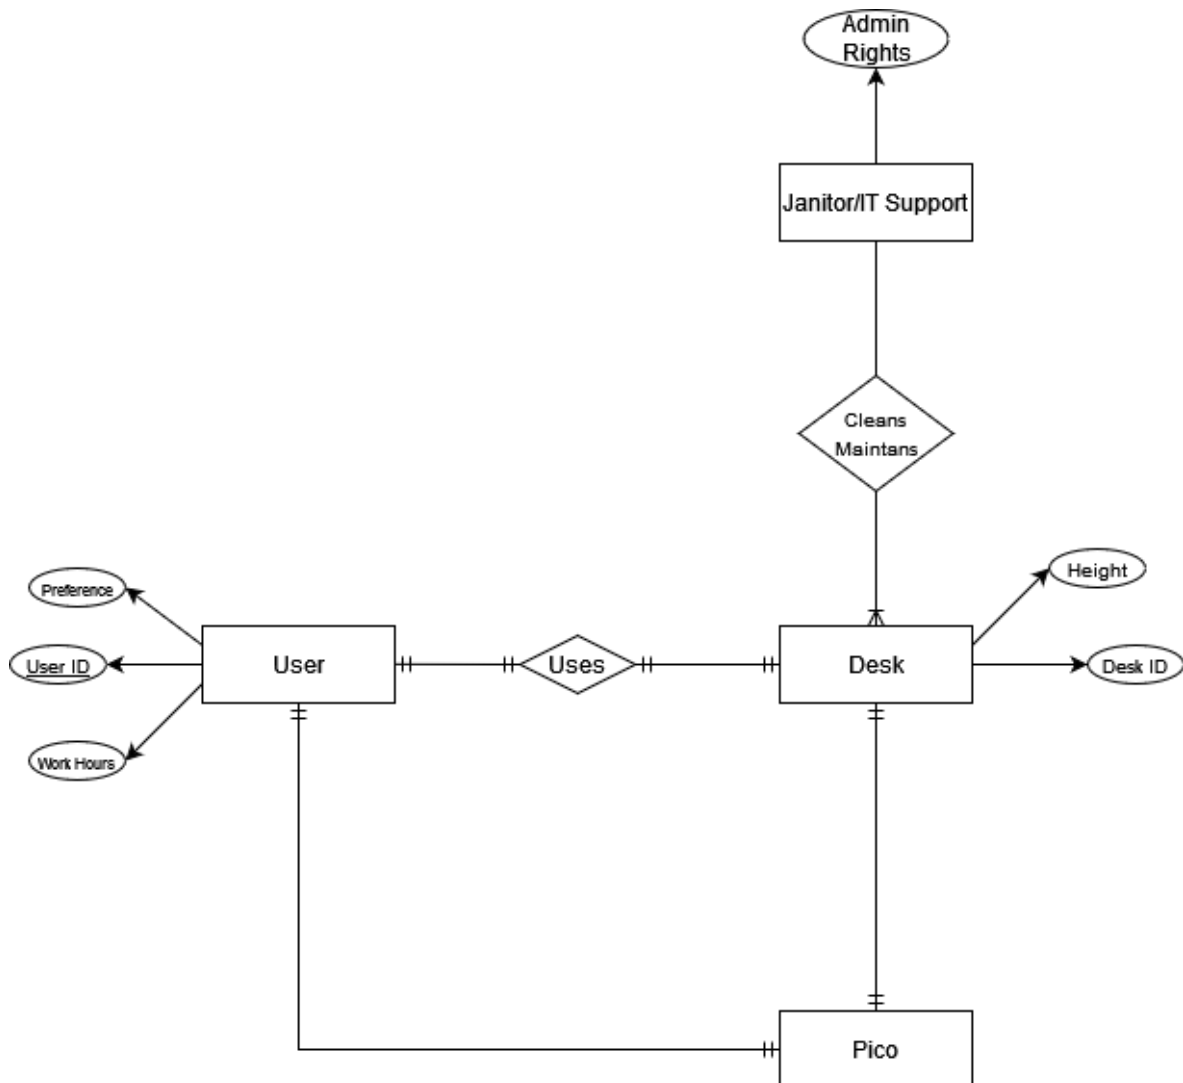 Admin
Rights
Janitor/IT Support
Cleans
Maintans
Height
Preference
User ID
User
Uses
Desk
Desk ID
Work Hours
Pico